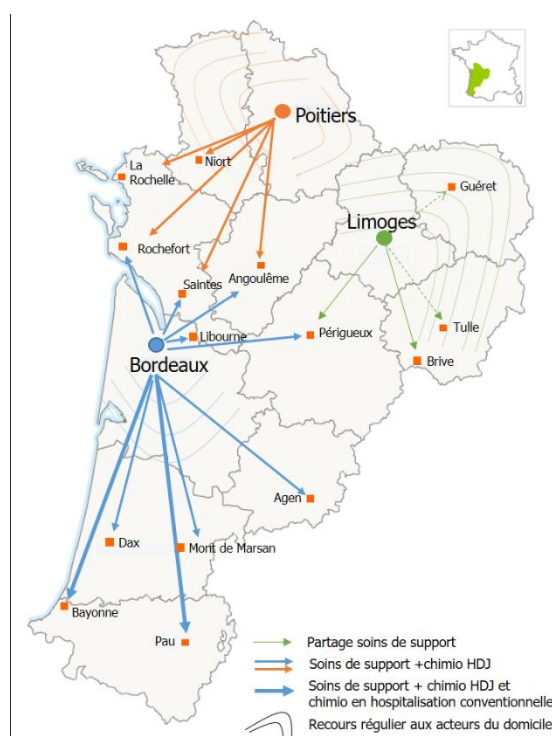 Poitiers
La
Rochelle
Niort
Guéret
Limoges
Rochefort
Saintes
Angoulême
Libourne
Périgueux
Tulle
Bordeaux
Brive
Agen
Dax
Mont de Marsan
Bayonne
Pau
Partage soins de support
Soins de support +chimio HDJ
Soins de support + chimio HDJ et
chimio en hospitalisation conventionnelle
Recours régulier aux acteurs du domicile